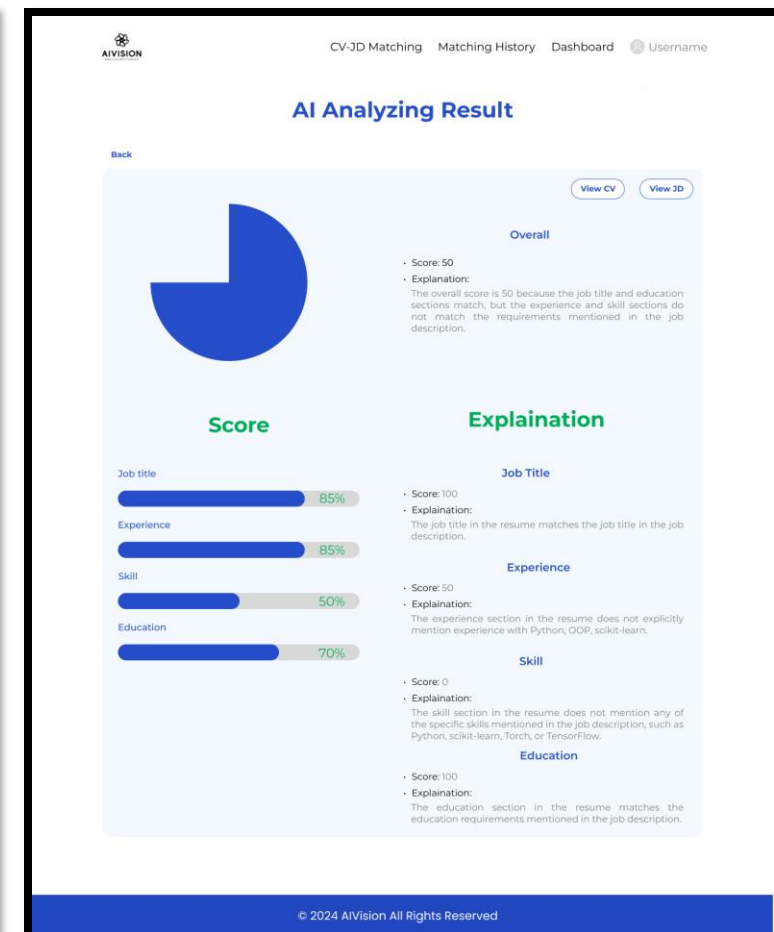 AIVISION
CV-JD Matching Matching History Dashboard Username
AI Analyzing Result
Back
View CV View JD
Overall
• Score: 50
• Explanation:
The overall score is 50 because the job title and education
sections match, but the experience and skill sections do
not match the requirements mentioned in the job
description.
Score
Job title
85%
Experience
85%
Skill
50%
Education
70%
Explaination
Job Title
• Score: 100
• Explaination:
The job title in the resume matches the job title in the job
description.
Experience
• Score: 50
• Explaination:
The experience section in the resume does not explicitly
mention experience with Python, OOP, scikit-learn.
Skill
• Score: 0
• Explaination:
The skill section in the resume does not mention any of
the specific skills mentioned in the job description, such as
Python, scikit-learn, Torch, or TensorFlow.
Education
• Score: 100
• Explaination:
The education section in the resume matches the
education requirements mentioned in the job description.
© 2024 AIVision All Rights Reserved